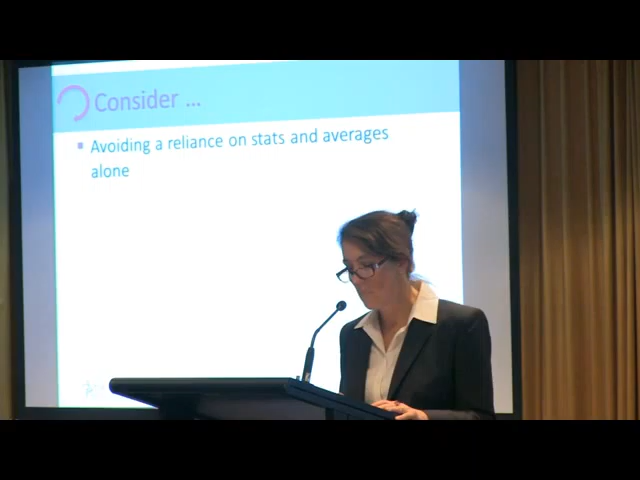 Consider ...
Avoiding a reliance on stats and averages
alone